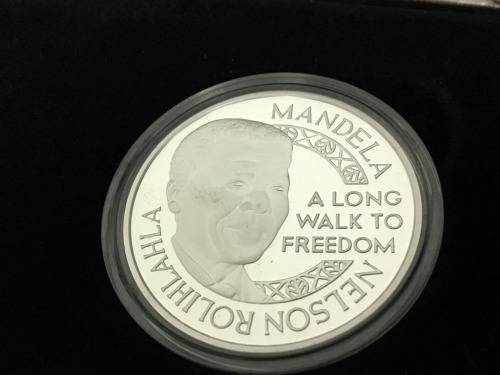 MANDELA
A LONG
WALK TO
FREEDOM
NELSON ROLIHLAHLA